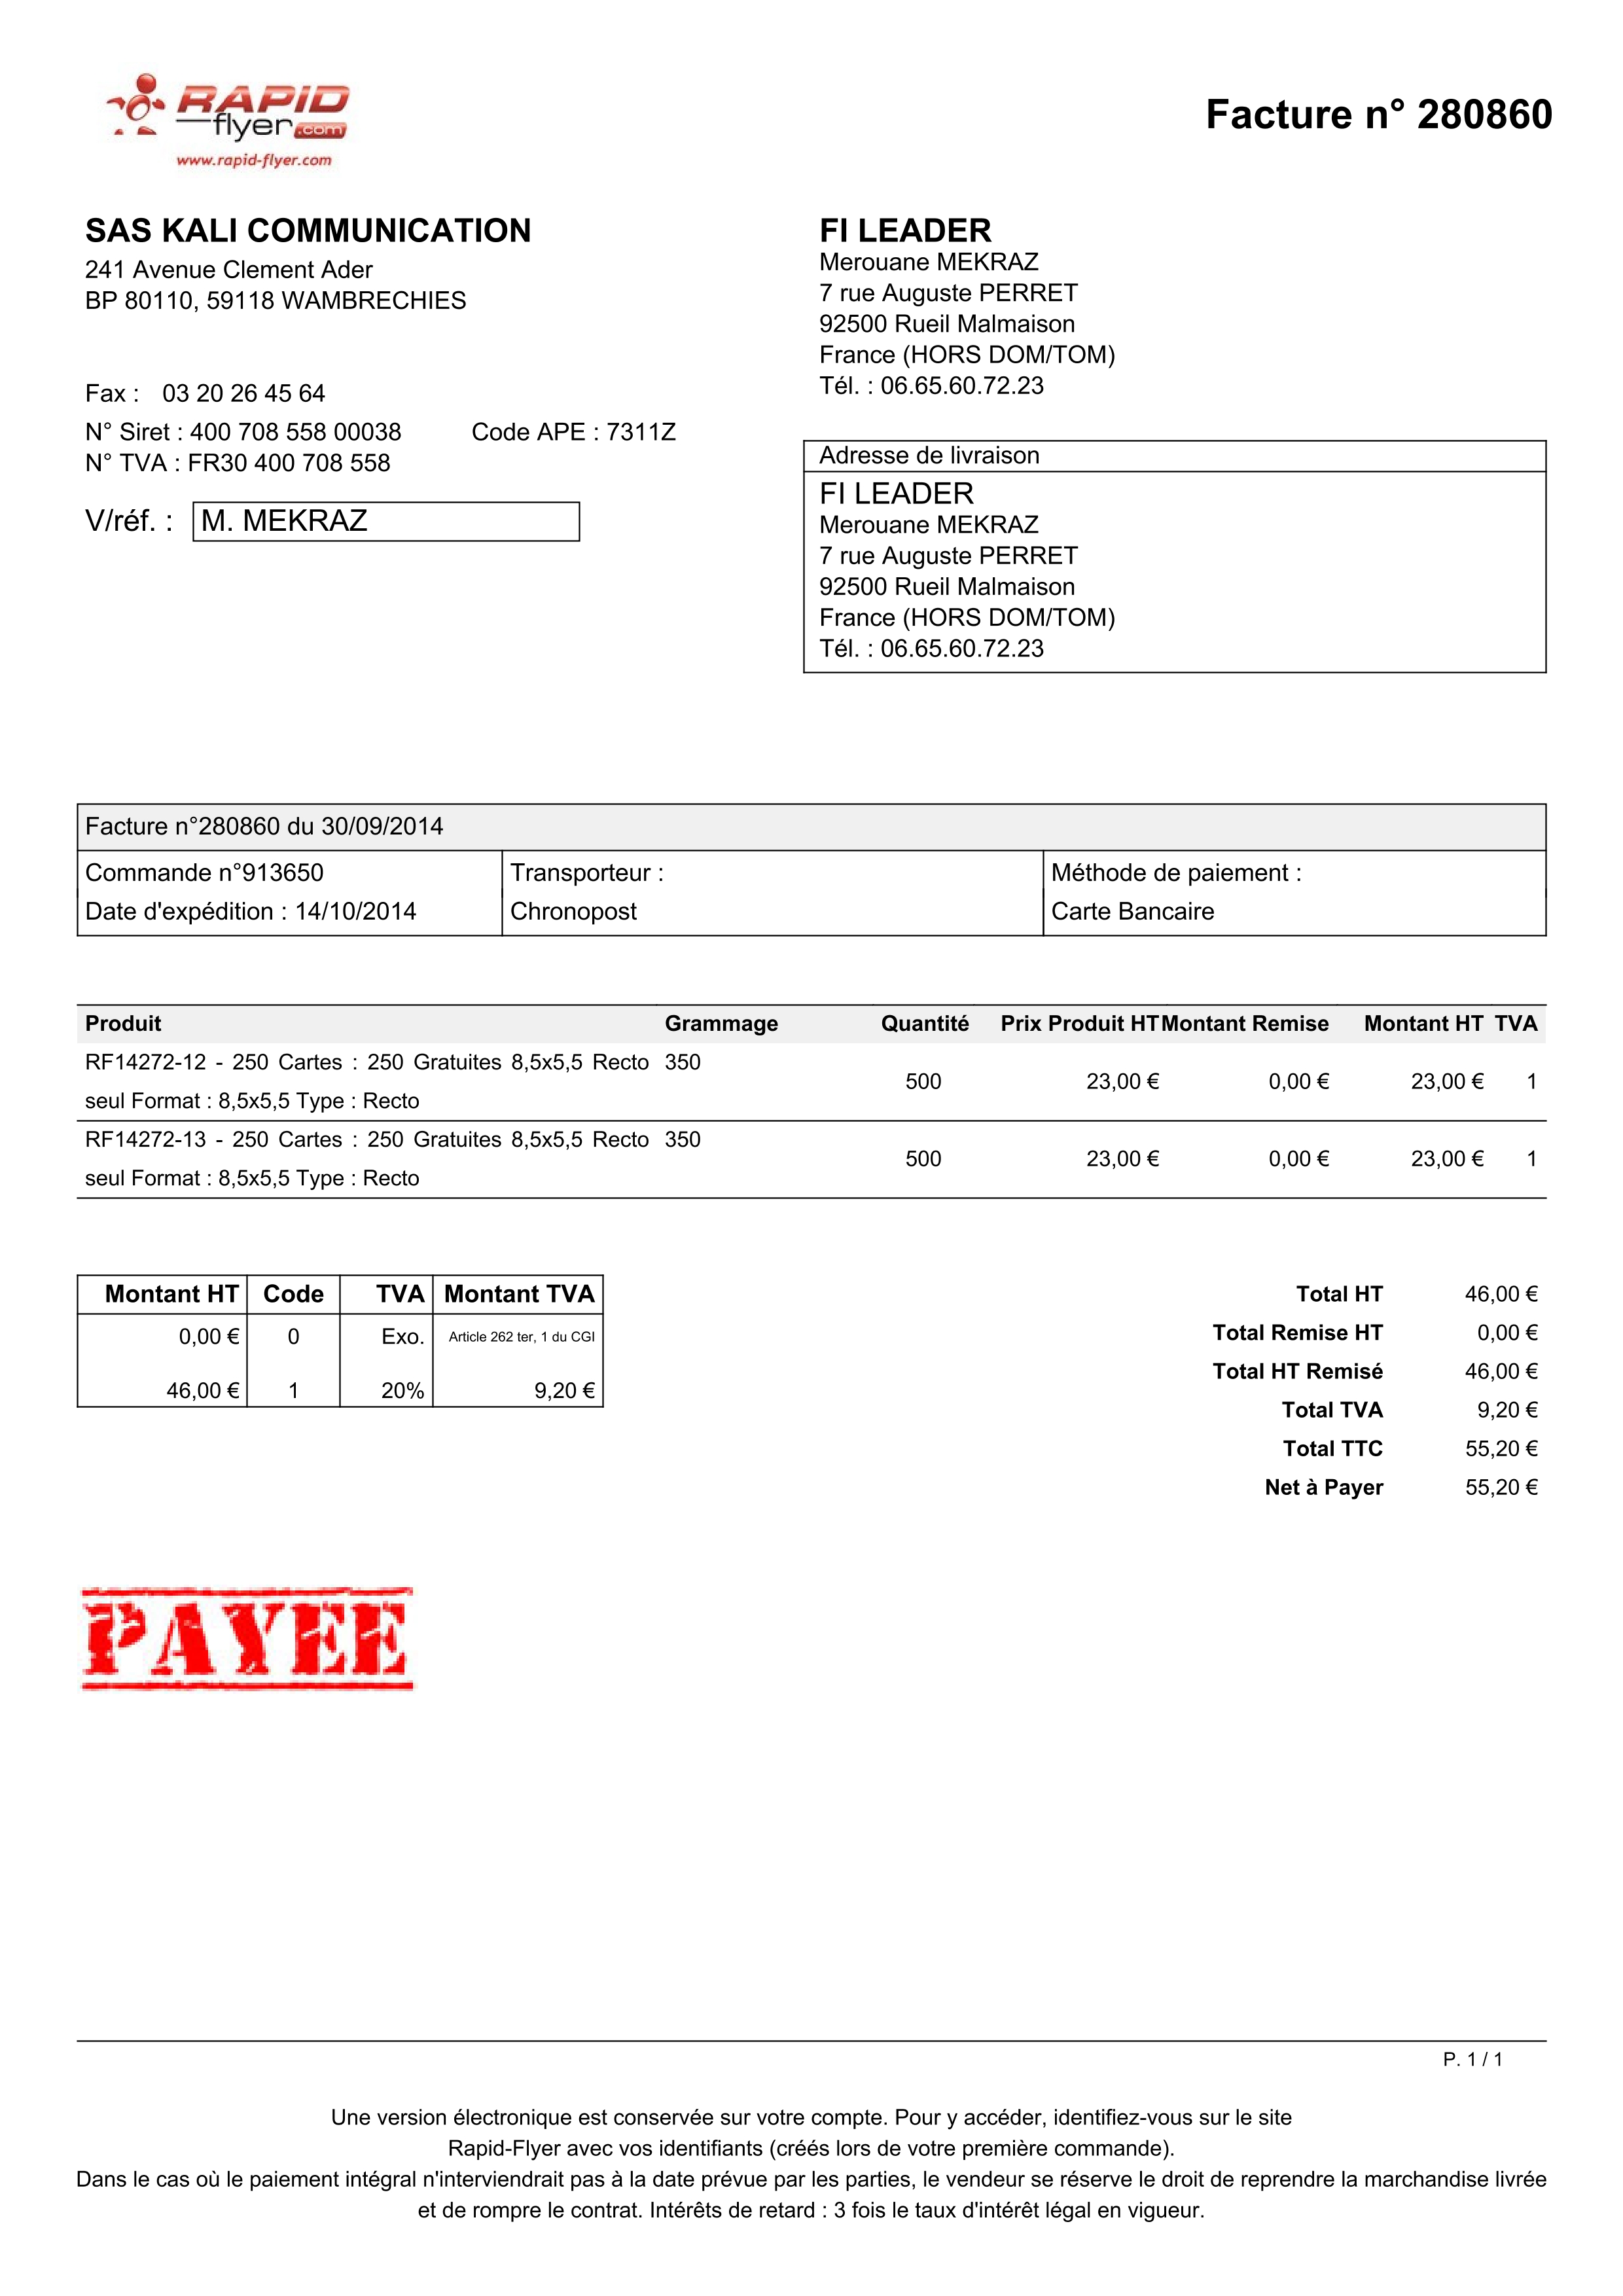 RAPID
flyer.com
www.rapid-flyer.com
Facture n° 280860
SAS KALI COMMUNICATION
241 Avenue Clement Ader
BP 80110, 59118 WAMBRECHIES
Fax : 03 20 26 45 64
N° Siret : 400 708 558 00038 Code APE : 7311Z
N° TVA : FR30 400 708 558
V/réf. : M. MEKRAZ
FI LEADER
Merouane MEKRAZ
7 rue Auguste PERRET
92500 Rueil Malmaison
France (HORS DOM/TOM)
Tél. : 06.65.60.72.23
Adresse de livraison
FI LEADER
Merouane MEKRAZ
7 rue Auguste PERRET
92500 Rueil Malmaison
France (HORS DOM/TOM)
Tél. : 06.65.60.72.23
Facture n°280860 du 30/09/2014
Commande n°913650 Transporteur : Méthode de paiement :
Date d'expédition : 14/10/2014 Chronopost Carte Bancaire
Produit Grammage Quantité Prix Produit HT Montant Remise Montant HT TVA
RF14272-12 - 250 Cartes : 250 Gratuites 8,5x5,5 Recto 350
500 23,00 € 0,00 € 23,00 € 1
seul Format : 8,5x5,5 Type : Recto
RF14272-13 - 250 Cartes : 250 Gratuites 8,5x5,5 Recto 350
500 23,00 € 0,00 € 23,00 € 1
seul Format : 8,5x5,5 Type : Recto
Montant HT Code TVA Montant TVA
0,00 € 0 Exo. Article 262 ter, 1 du CGI
46,00 € 1 20% 9,20 €
Total HT 46,00 €
Total Remise HT 0,00 €
Total HT Remisé 46,00 €
Total TVA 9,20 €
Total TTC 55,20 €
Net à Payer 55,20 €
PAYEE
P. 1 / 1
Une version électronique est conservée sur votre compte. Pour y accéder, identifiez-vous sur le site
Rapid-Flyer avec vos identifiants (créés lors de votre première commande).
Dans le cas où le paiement intégral n'interviendrait pas à la date prévue par les parties, le vendeur se réserve le droit de reprendre la marchandise livrée
et de rompre le contrat. Intérêts de retard : 3 fois le taux d'intérêt légal en vigueur.